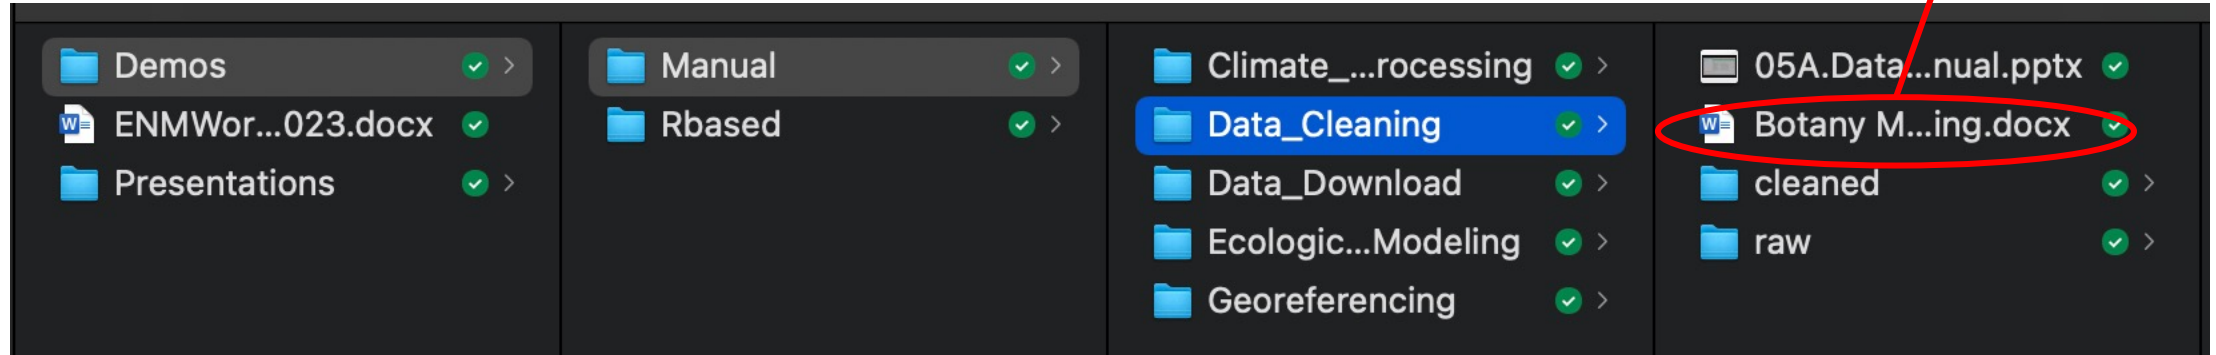 Demos
ENMWor...023.docx
Presentations
Manual
Rbased
Climate_...rocessing
Data_Cleaning
Data_Download
Ecologic...Modeling
Georeferencing
05A.Data...nual.pptx
Botany M...ing.docx
cleaned
raw